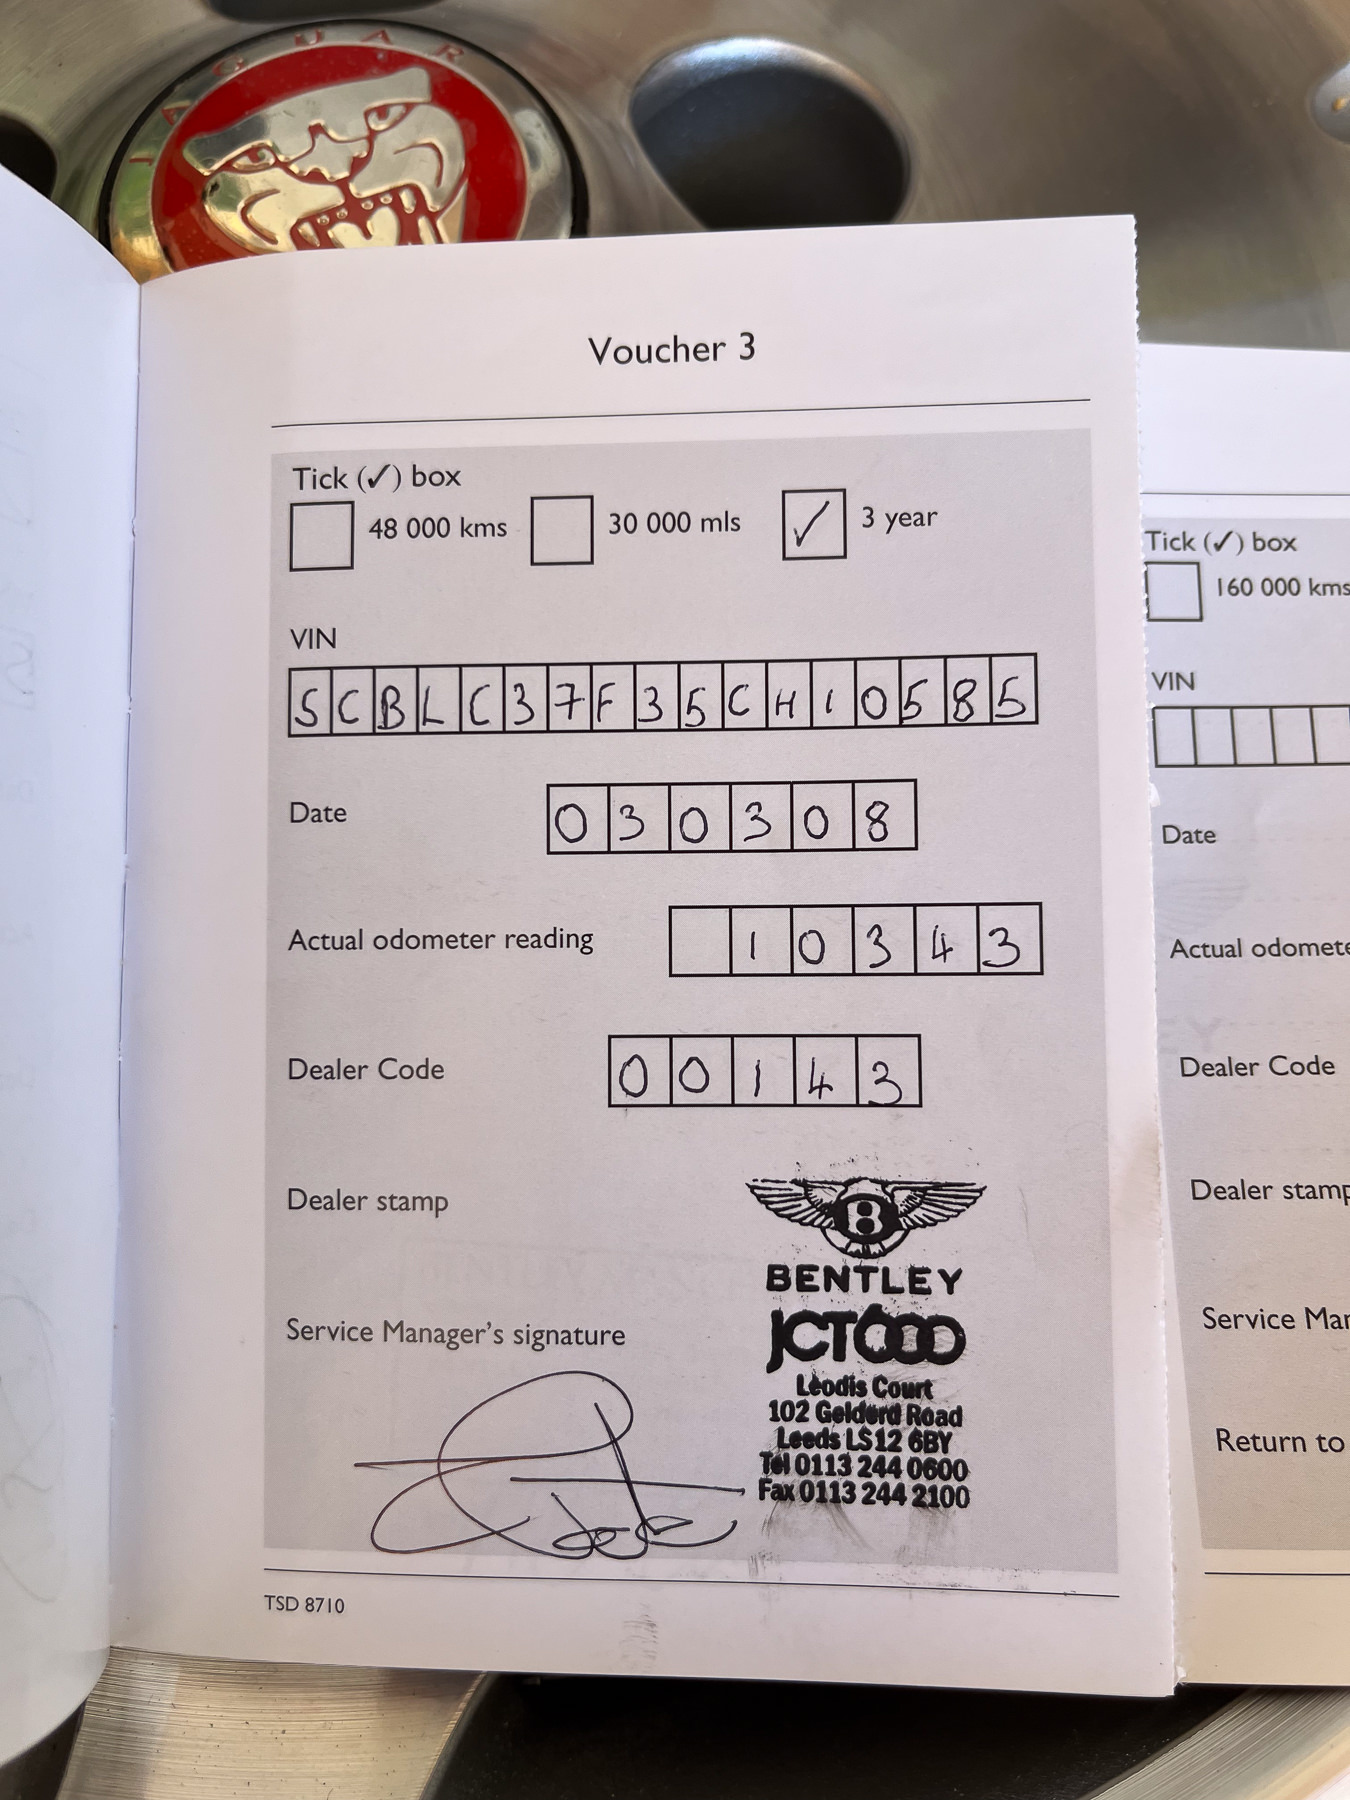 JAGUAR
Voucher 3
Tick (✓) box
48 000 kms 30 000 mls ✓ 3 year
VIN
SCBLC37F35CH10585
Date 030308
Actual odometer reading 10343
Dealer Code 00143
Dealer stamp
B
BENTLEY
JCT600
Leodis Court
102 Gelderd Road
Leeds LS12 6BY
Tel 0113 244 0600
Fax 0113 244 2100
Service Manager's signature
TSD 8710
Tick (✓) box
160 000 kms
VIN
Date
Actual odomete
Dealer Code
Dealer stamp
Service Mar
Return to